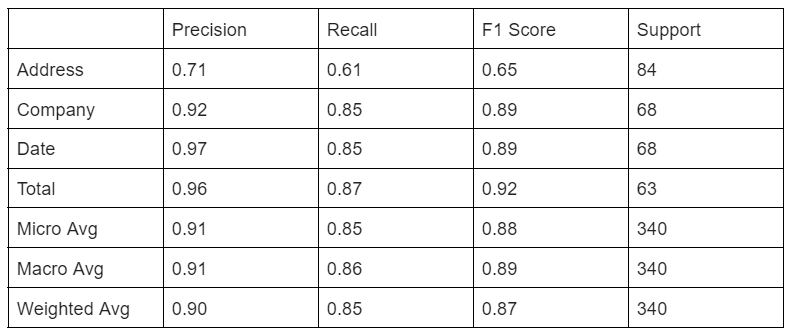 Precision Recall F1 Score Support
Address 0.71 0.61 0.65 84
Company 0.92 0.85 0.89 68
Date 0.97 0.85 0.89 68
Total 0.96 0.87 0.92 63
Micro Avg 0.91 0.85 0.88 340
Macro Avg 0.91 0.86 0.89 340
Weighted Avg 0.90 0.85 0.87 340